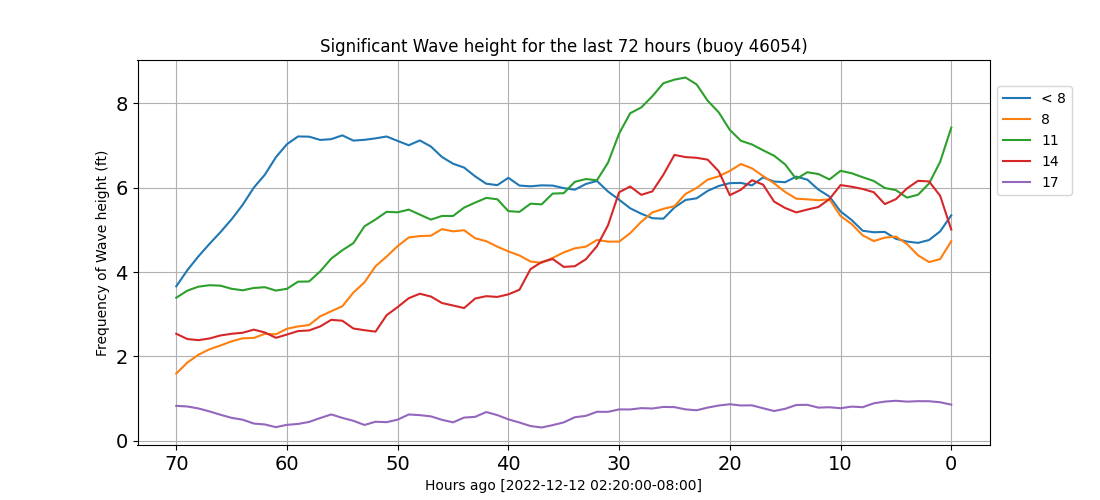 Significant Wave height for the last 72 hours (buoy 46054)
Frequency of Wave height (ft)
8
6
4
2
0
70 60 50 40 30 20 10 0
Hours ago [2022-12-12 02:20:00-08:00]
< 8
8
11
14
17